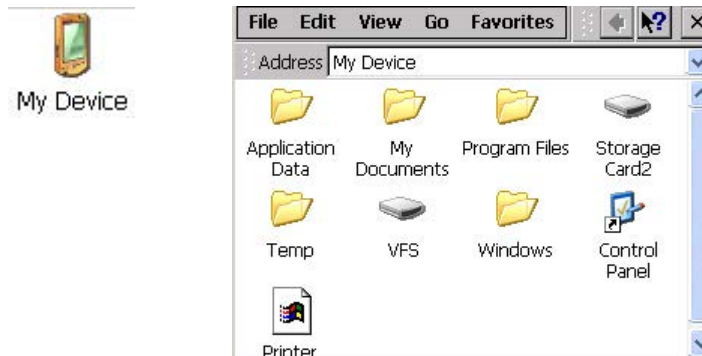 My Device
File Edit View Go Favorites
?
Address My Device
Application
Data
My
Documents
Program Files
Storage
Card2
Temp
VFS
Windows
Control
Panel
Printer